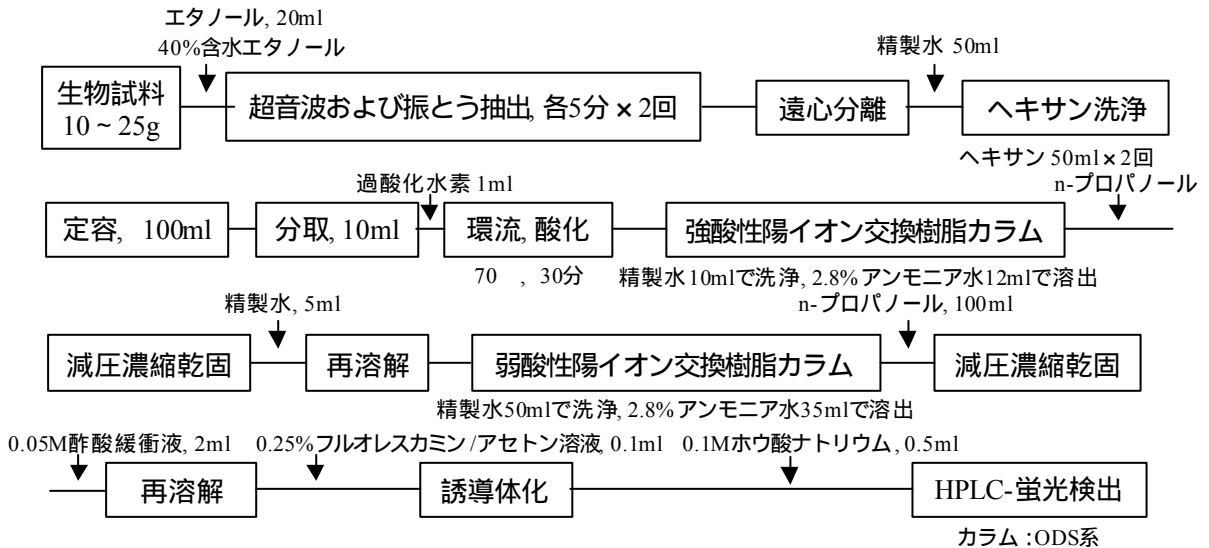 エタノール, 20ml
40%含水エタノール
精製水 50ml
生物試料
10 ~ 25g
超音波および振とう抽出, 各5分 × 2回
遠心分離
ヘキサン洗浄
ヘキサン 50ml × 2回
過酸化水素 1ml
n-プロパノール
定容, 100ml
分取, 10ml
環流, 酸化
強酸性陽イオン交換樹脂カラム
70 , 30分
精製水10mlで洗浄, 2.8%アンモニア水12mlで溶出
精製水, 5ml
n-プロパノール, 100ml
減圧濃縮乾固
再溶解
弱酸性陽イオン交換樹脂カラム
減圧濃縮乾固
精製水50mlで洗浄, 2.8%アンモニア水35mlで溶出
0.05M酢酸緩衝液, 2ml
0.25%フルオレスカミン/アセトン溶液, 0.1ml
0.1Mホウ酸ナトリウム, 0.5ml
再溶解
誘導体化
HPLC-蛍光検出
カラム:ODS系